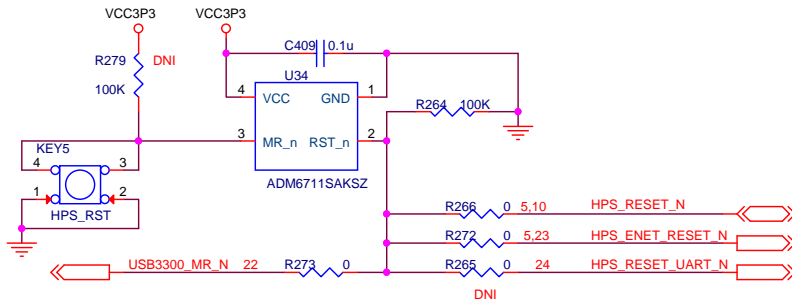 VCC3P3 VCC3P3
C409 0.1u
R279 DNI
100K
U34
4 VCC GND 1
R264 100K
3 MR_n RST_n 2
KEY5
4 3
ADM6711SAKSZ
1 2
HPS_RST
R266 0 5,10 HPS_RESET_N
R272 0 5,23 HPS_ENET_RESET_N
USB3300_MR_N 22 R273 0 R265 0 24 HPS_RESET_UART_N
DNI